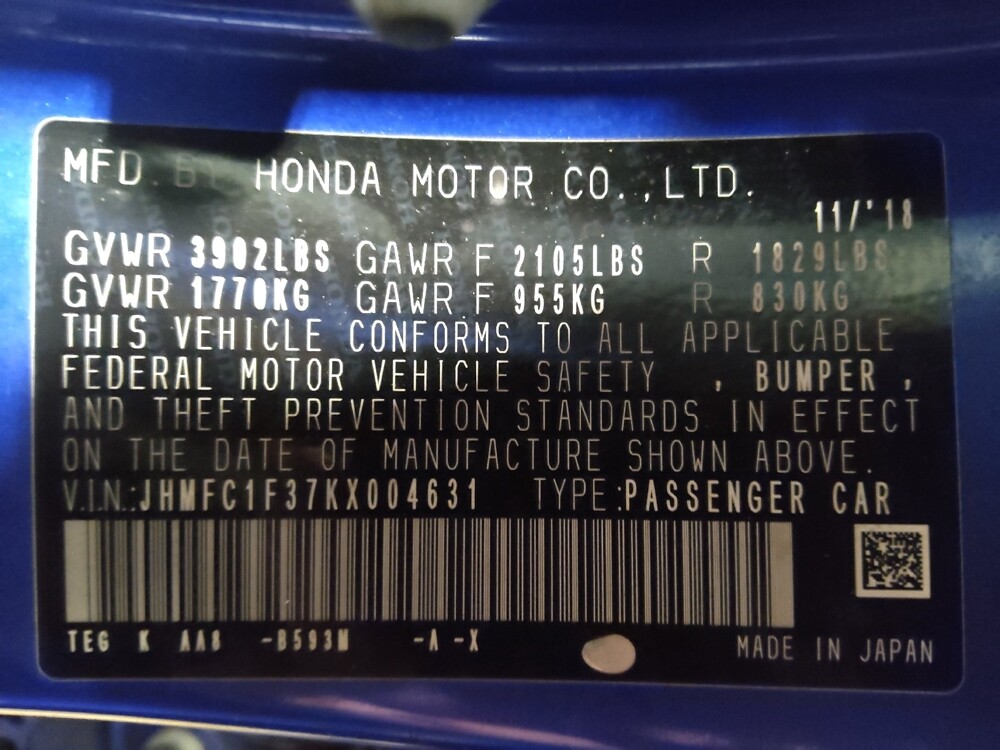 MFD. BY HONDA MOTOR CO.,LTD.
11/'18
GVWR 3902LBS GAWR F 2105LBS R 1829LBS
GVWR 1770KG GAWR F 955KG R 830KG
THIS VEHICLE CONFORMS TO ALL APPLICABLE
FEDERAL MOTOR VEHICLE SAFETY , BUMPER ,
AND THEFT PREVENTION STANDARDS IN EFFECT
ON THE DATE OF MANUFACTURE SHOWN ABOVE.
V.I.N.:JHMFC1F37KX004631 TYPE:PASSENGER CAR
TEG K AA8 -B593M -A -X
MADE IN JAPAN